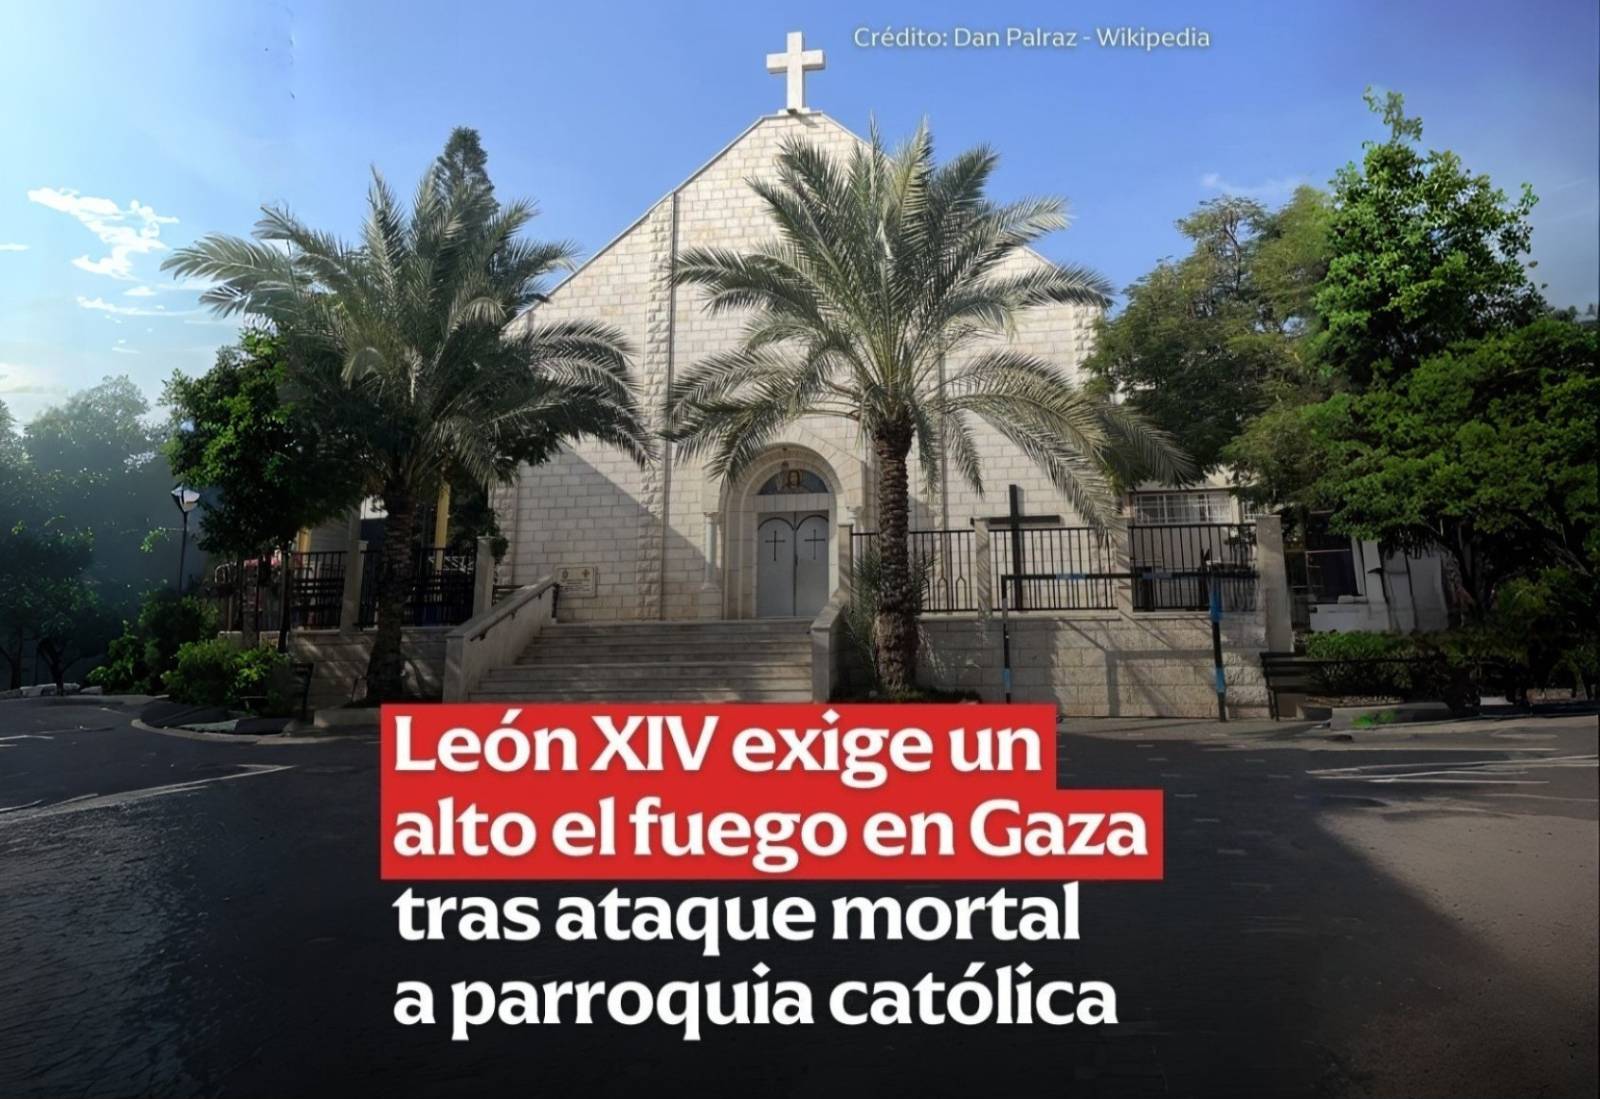 Crédito: Dan Palraz - Wikipedia
León XIV exige un
alto el fuego en Gaza
tras ataque mortal
a parroquia católica